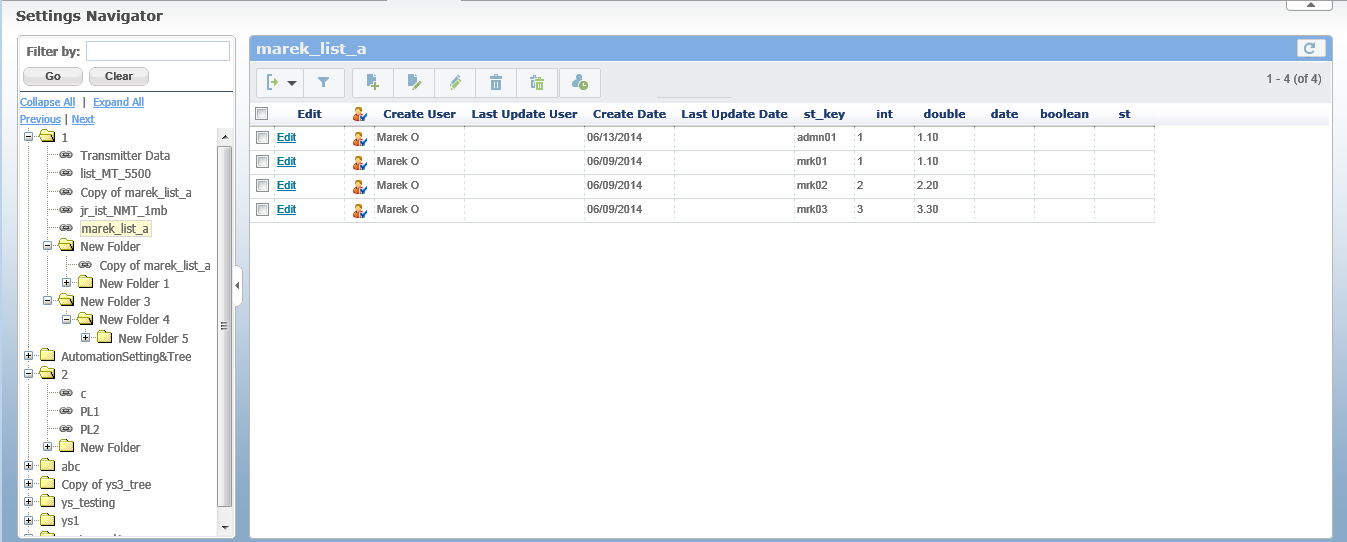 Settings Navigator
Filter by:
Go Clear
Collapse All | Expand All
Previous | Next
1
Transmitter Data
list_MT_5500
Copy of marek_list_a
jr_ist_NMT_1mb
marek_list_a
New Folder
Copy of marek_list_a
New Folder 1
New Folder 3
New Folder 4
New Folder 5
AutomationSetting&Tree
2
c
PL1
PL2
New Folder
abc
Copy of ys3_tree
ys_testing
ys1
marek_list_a
1 - 4 (of 4)
Edit Create User Last Update User Create Date Last Update Date st_key int double date boolean st
Edit Marek O 06/13/2014 admn01 1 1.10
Edit Marek O 06/09/2014 mrk01 1 1.10
Edit Marek O 06/09/2014 mrk02 2 2.20
Edit Marek O 06/09/2014 mrk03 3 3.30